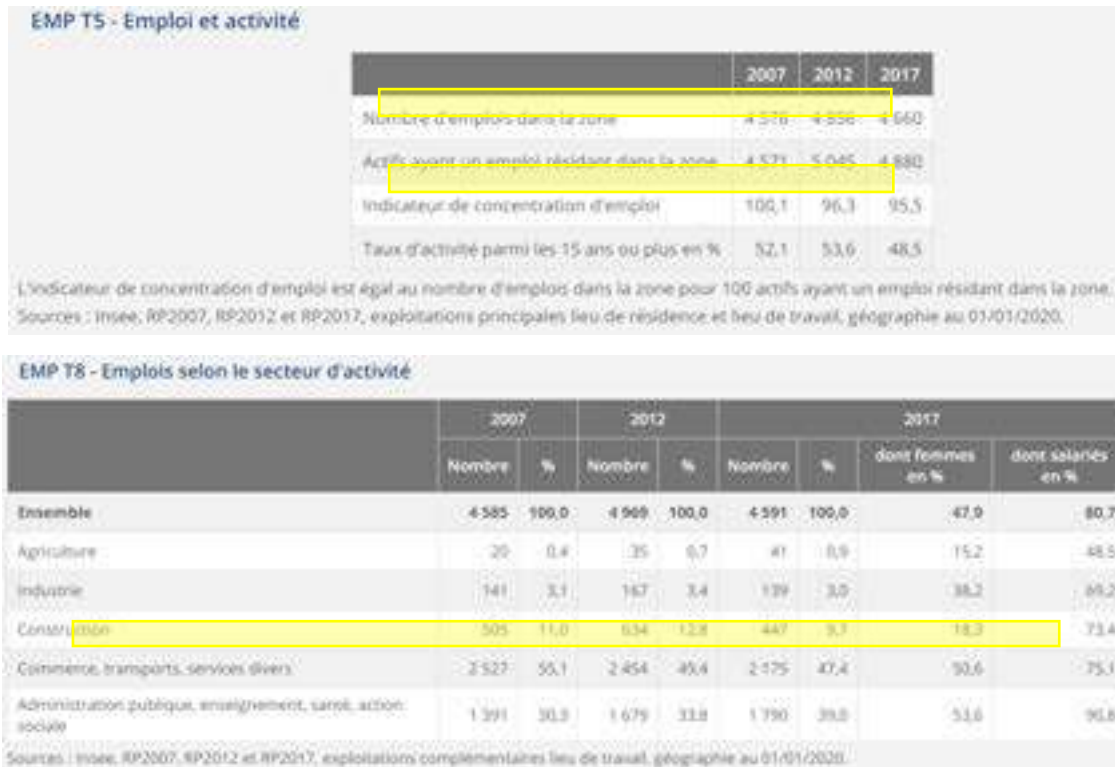 EMP T5 - Emploi et activité
2007 2012 2017
Nombre d'emplois dans la zone 4 576 4 856 4 660
Actifs ayant un emploi résidant dans la zone 4 571 5 045 4 880
Indicateur de concentration d'emploi 100,1 96,3 95,5
Taux d'activité parmi les 15 ans ou plus en % 52,1 53,6 48,5
L'indicateur de concentration d'emploi est égal au nombre d'emplois dans la zone pour 100 actifs ayant un emploi résidant dans la zone.
Sources : Insee, RP2007, RP2012 et RP2017, exploitations principales lieu de résidence et lieu de travail, géographie au 01/01/2020.
EMP T8 - Emplois selon le secteur d'activité
2007 2012 2017
Nombre % Nombre % Nombre % dont femmes en % dont salariés en %
Ensemble 4 585 100,0 4 969 100,0 4 591 100,0 47,9 80,7
Agriculture 20 0,4 35 0,7 41 0,9 15,2 48,5
Industrie 141 3,1 167 3,4 139 3,0 38,2 69,2
Construction 505 11,0 634 12,8 447 9,7 18,3 73,4
Commerce, transports, services divers 2 527 55,1 2 454 49,4 2 175 47,4 50,6 75,1
Administration publique, enseignement, santé, action
sociale 1 391 30,3 1 679 33,8 1 790 39,0 53,6 90,8
Sources : Insee, RP2007, RP2012 et RP2017, exploitations complémentaires lieu de travail, géographie au 01/01/2020.